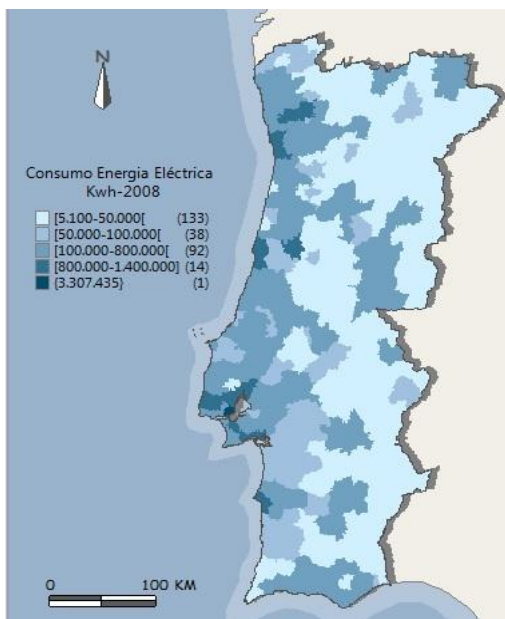 N
Consumo Energia Eléctrica
Kwh-2008
[5.100-50.000[ (133)
[50.000-100.000[ (38)
[100.000-800.000[ (92)
[800.000-1.400.000] (14)
{3.307.435} (1)
0 100 KM